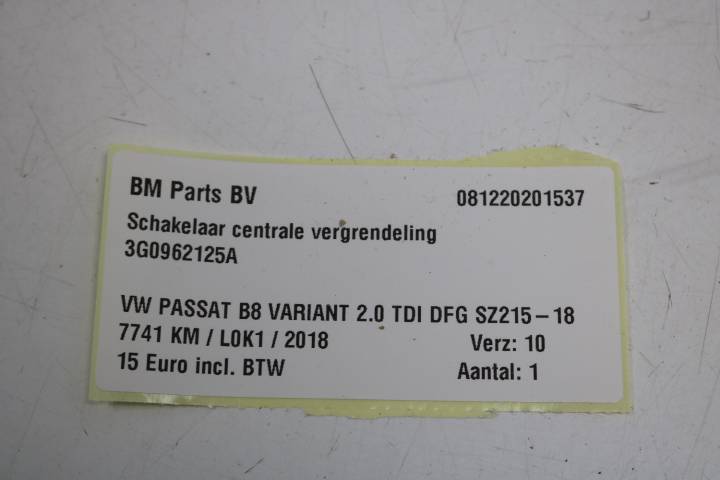 BM Parts BV 081220201537
Schakelaar centrale vergrendeling
3G0962125A
VW PASSAT B8 VARIANT 2.0 TDI DFG SZ215-18
7741 KM / L0K1 / 2018 Verz: 10
15 Euro incl. BTW Aantal: 1